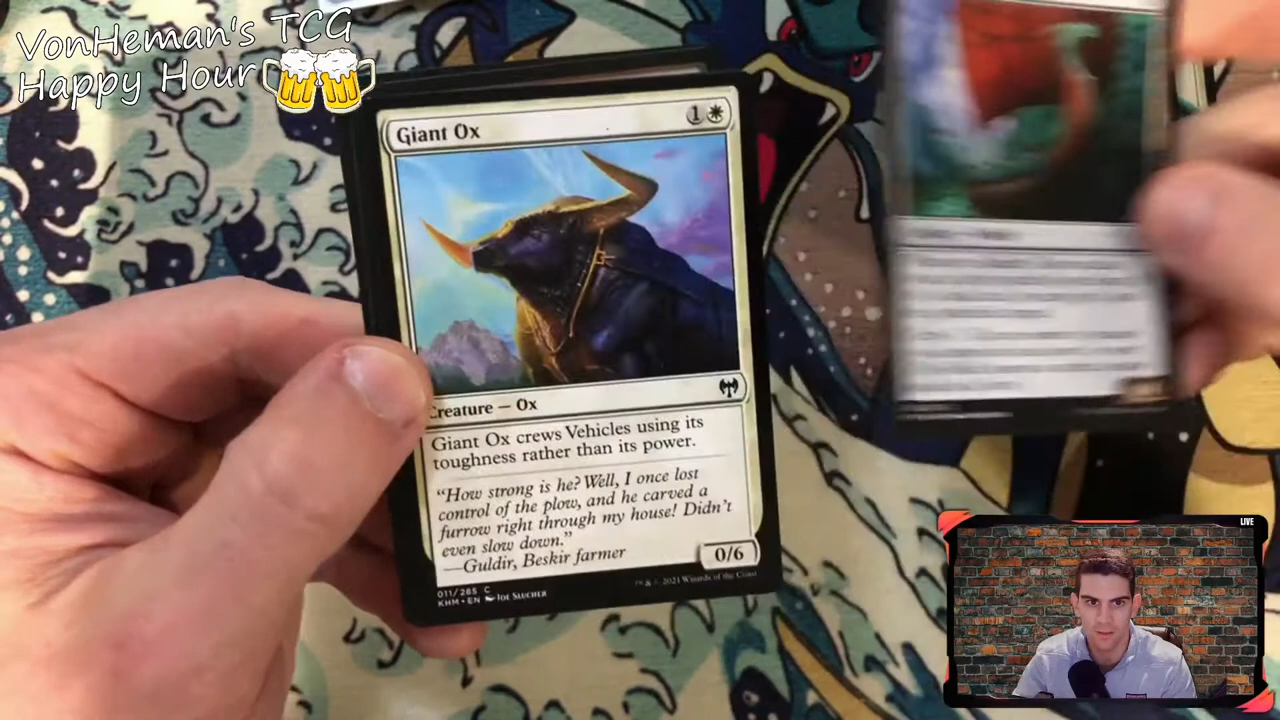 VonHeman's TCG
Happy Hour
Giant Ox
1
Creature — Ox
Giant Ox crews Vehicles using its
toughness rather than its power.
“How strong is he? Well, I once lost
control of the plow, and he carved a
furrow right through my house! Didn't
even slow down.”
—Guldir, Beskir farmer
0/6
011/285 C
KHM • EN Joe Slucher
™ & © 2021 Wizards of the Coast
LIVE